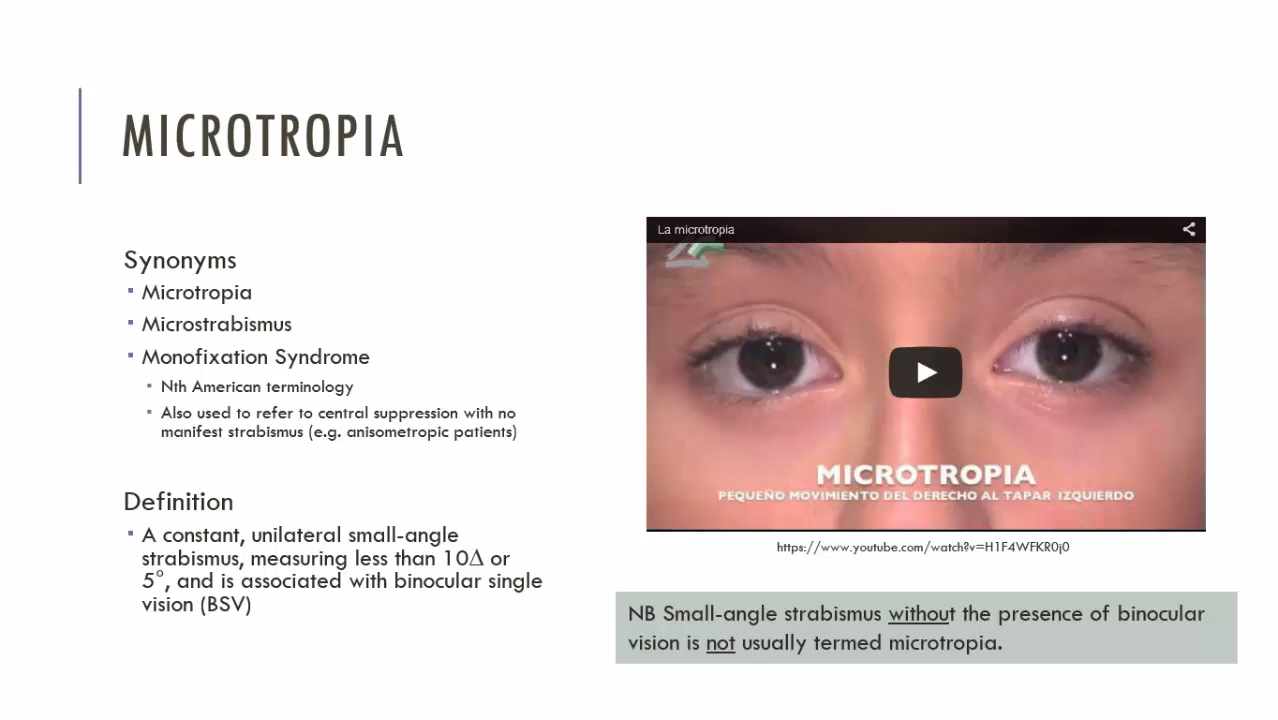 MICROTROPIA
Synonyms
Microtropia
Microstrabismus
Monofixation Syndrome
Nth American terminology
Also used to refer to central suppression with no
manifest strabismus (e.g. anisometropic patients)
Definition
A constant, unilateral small-angle
strabismus, measuring less than 10∆ or
5°, and is associated with binocular single
vision (BSV)
La microtropia
MICROTROPIA
PEQUEÑO MOVIMIENTO DEL DERECHO AL TAPAR IZQUIERDO
https://www.youtube.com/watch?v=H1F4WFKR0j0
NB Small-angle strabismus without the presence of binocular
vision is not usually termed microtropia.